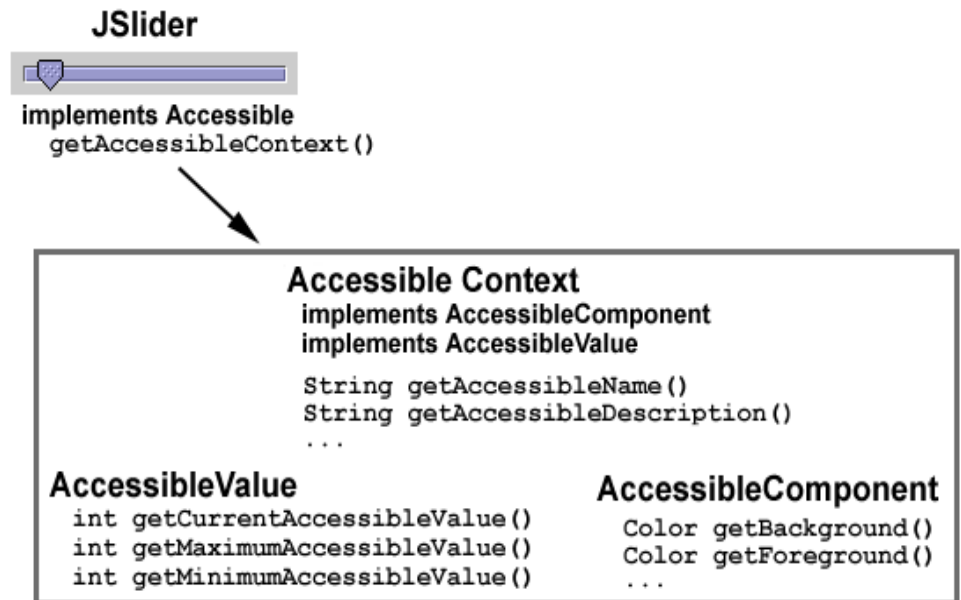 JSlider
implements Accessible
getAccessibleContext()
Accessible Context
implements AccessibleComponent
implements AccessibleValue
String getAccessibleName()
String getAccessibleDescription()
...
AccessibleValue
int getCurrentAccessibleValue()
int getMaximumAccessibleValue()
int getMinimumAccessibleValue()
AccessibleComponent
Color getBackground()
Color getForeground()
...